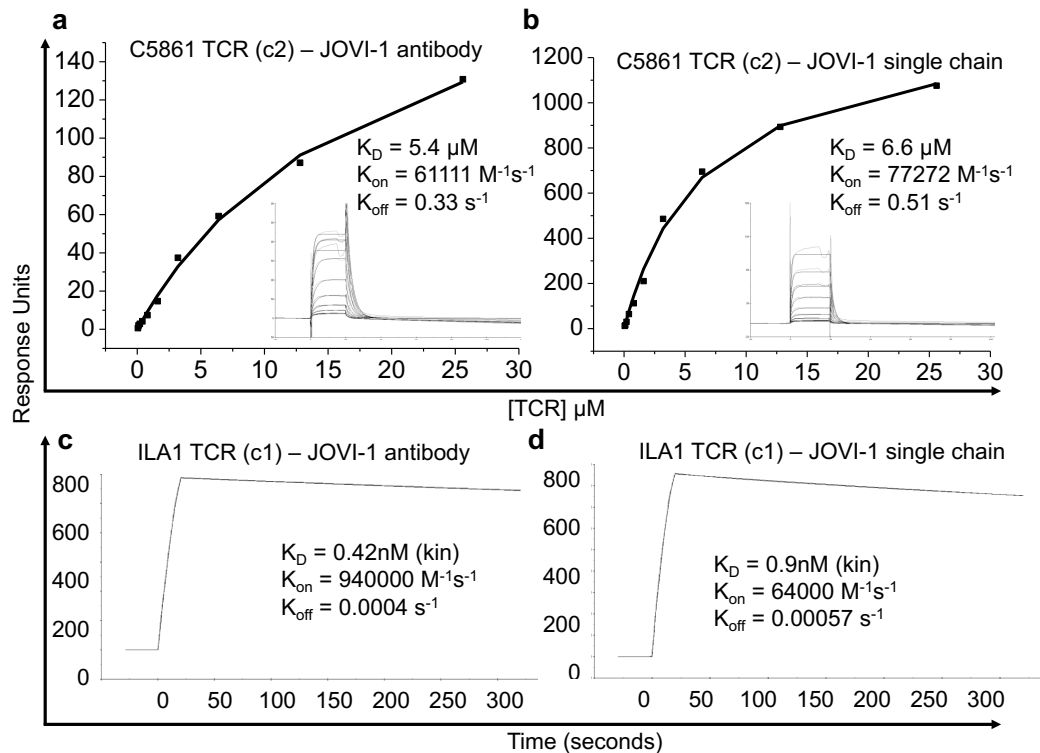 a
C5861 TCR (c2) – JOVI-1 antibody
140
120
100
80
60
40
20
0
K_D = 5.4 µM
K_on = 61111 M⁻¹s⁻¹
K_off = 0.33 s⁻¹
0 5 10 15 20 25 30
b
C5861 TCR (c2) – JOVI-1 single chain
1200
1000
800
600
400
200
0
K_D = 6.6 µM
K_on = 77272 M⁻¹s⁻¹
K_off = 0.51 s⁻¹
0 5 10 15 20 25 30
Response Units
[TCR] µM
c
ILA1 TCR (c1) – JOVI-1 antibody
800
600
400
200
0
K_D = 0.42nM (kin)
K_on = 940000 M⁻¹s⁻¹
K_off = 0.0004 s⁻¹
0 50 100 150 200 250 300
d
ILA1 TCR (c1) – JOVI-1 single chain
800
600
400
200
0
K_D = 0.9nM (kin)
K_on = 64000 M⁻¹s⁻¹
K_off = 0.00057 s⁻¹
0 50 100 150 200 250 300
Time (seconds)